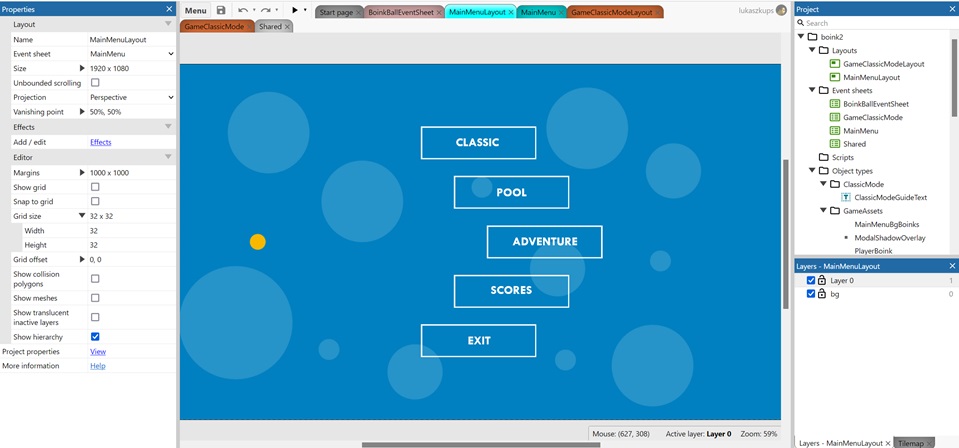 Properties
Layout
Name MainMenuLayout
Event sheet MainMenu
Size 1920 x 1080
Unbounded scrolling
Projection Perspective
Vanishing point 50%, 50%
Effects
Add / edit Effects
Editor
Margins 1000 x 1000
Show grid
Snap to grid
Grid size 32 x 32
Width 32
Height 32
Grid offset 0, 0
Show collision
polygons
Show meshes
Show translucent
inactive layers
Show hierarchy
Project properties View
More information Help
Menu
Start page
BoinkBallEventSheet
MainMenuLayout
MainMenu
GameClassicModeLayout
lukaszkups
GameClassicMode
Shared
CLASSIC
POOL
ADVENTURE
SCORES
EXIT
Mouse: (627, 308) Active layer: Layer 0 Zoom: 59%
Project
Search
boink2
Layouts
GameClassicModeLayout
MainMenuLayout
Event sheets
BoinkBallEventSheet
GameClassicMode
MainMenu
Shared
Scripts
Object types
ClassicMode
T ClassicModeGuideText
GameAssets
MainMenuBgBoinks
ModalShadowOverlay
PlayerBoink
Layers - MainMenuLayout
Layer 0 1
bg 0
Layers - MainMenuLayout
Tilemap